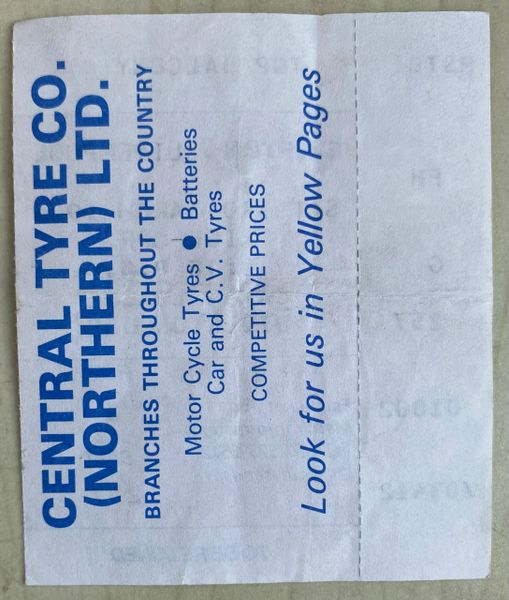 CENTRAL TYRE CO.
(NORTHERN) LTD.
BRANCHES THROUGHOUT THE COUNTRY
Motor Cycle Tyres ● Batteries
Car and C.V. Tyres
COMPETITIVE PRICES
Look for us in Yellow Pages